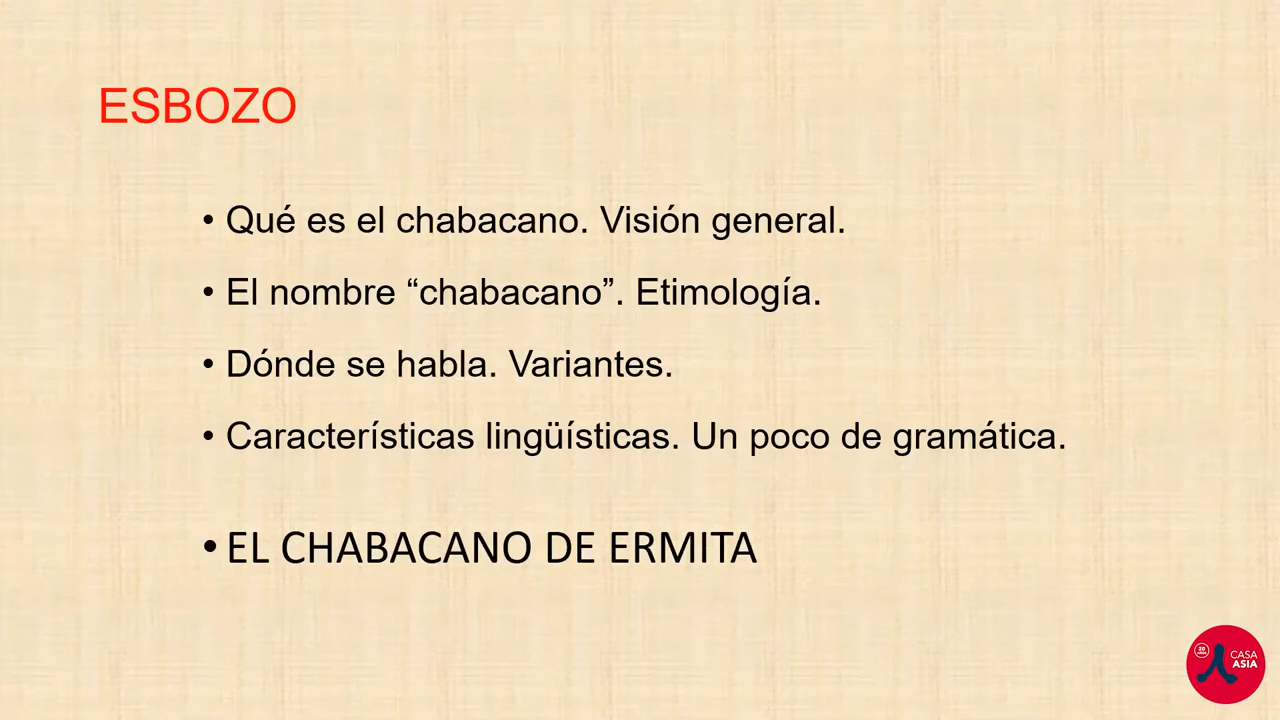 ESBOZO
• Qué es el chabacano. Visión general.
• El nombre “chabacano”. Etimología.
• Dónde se habla. Variantes.
• Características lingüísticas. Un poco de gramática.
• EL CHABACANO DE ERMITA
20
CASA
ASIA